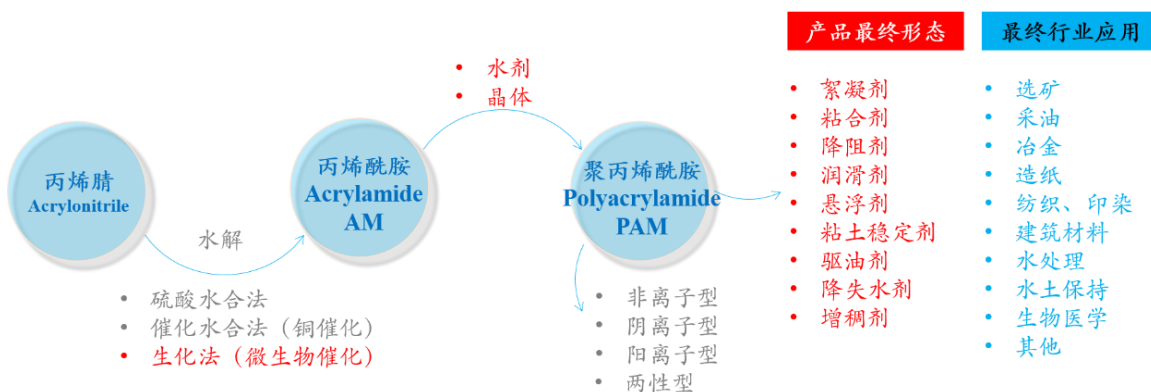 丙烯腈
Acrylonitrile
水解
• 硫酸水合法
• 催化水合法（铜催化）
• 生化法（微生物催化）
丙烯酰胺
Acrylamide
AM
• 水剂
• 晶体
聚丙烯酰胺
Polyacrylamide
PAM
• 非离子型
• 阴离子型
• 阳离子型
• 两性型
产品最终形态
• 絮凝剂
• 粘合剂
• 降阻剂
• 润滑剂
• 悬浮剂
• 粘土稳定剂
• 驱油剂
• 降失水剂
• 增稠剂
最终行业应用
• 选矿
• 采油
• 冶金
• 造纸
• 纺织、印染
• 建筑材料
• 水处理
• 水土保持
• 生物医学
• 其他